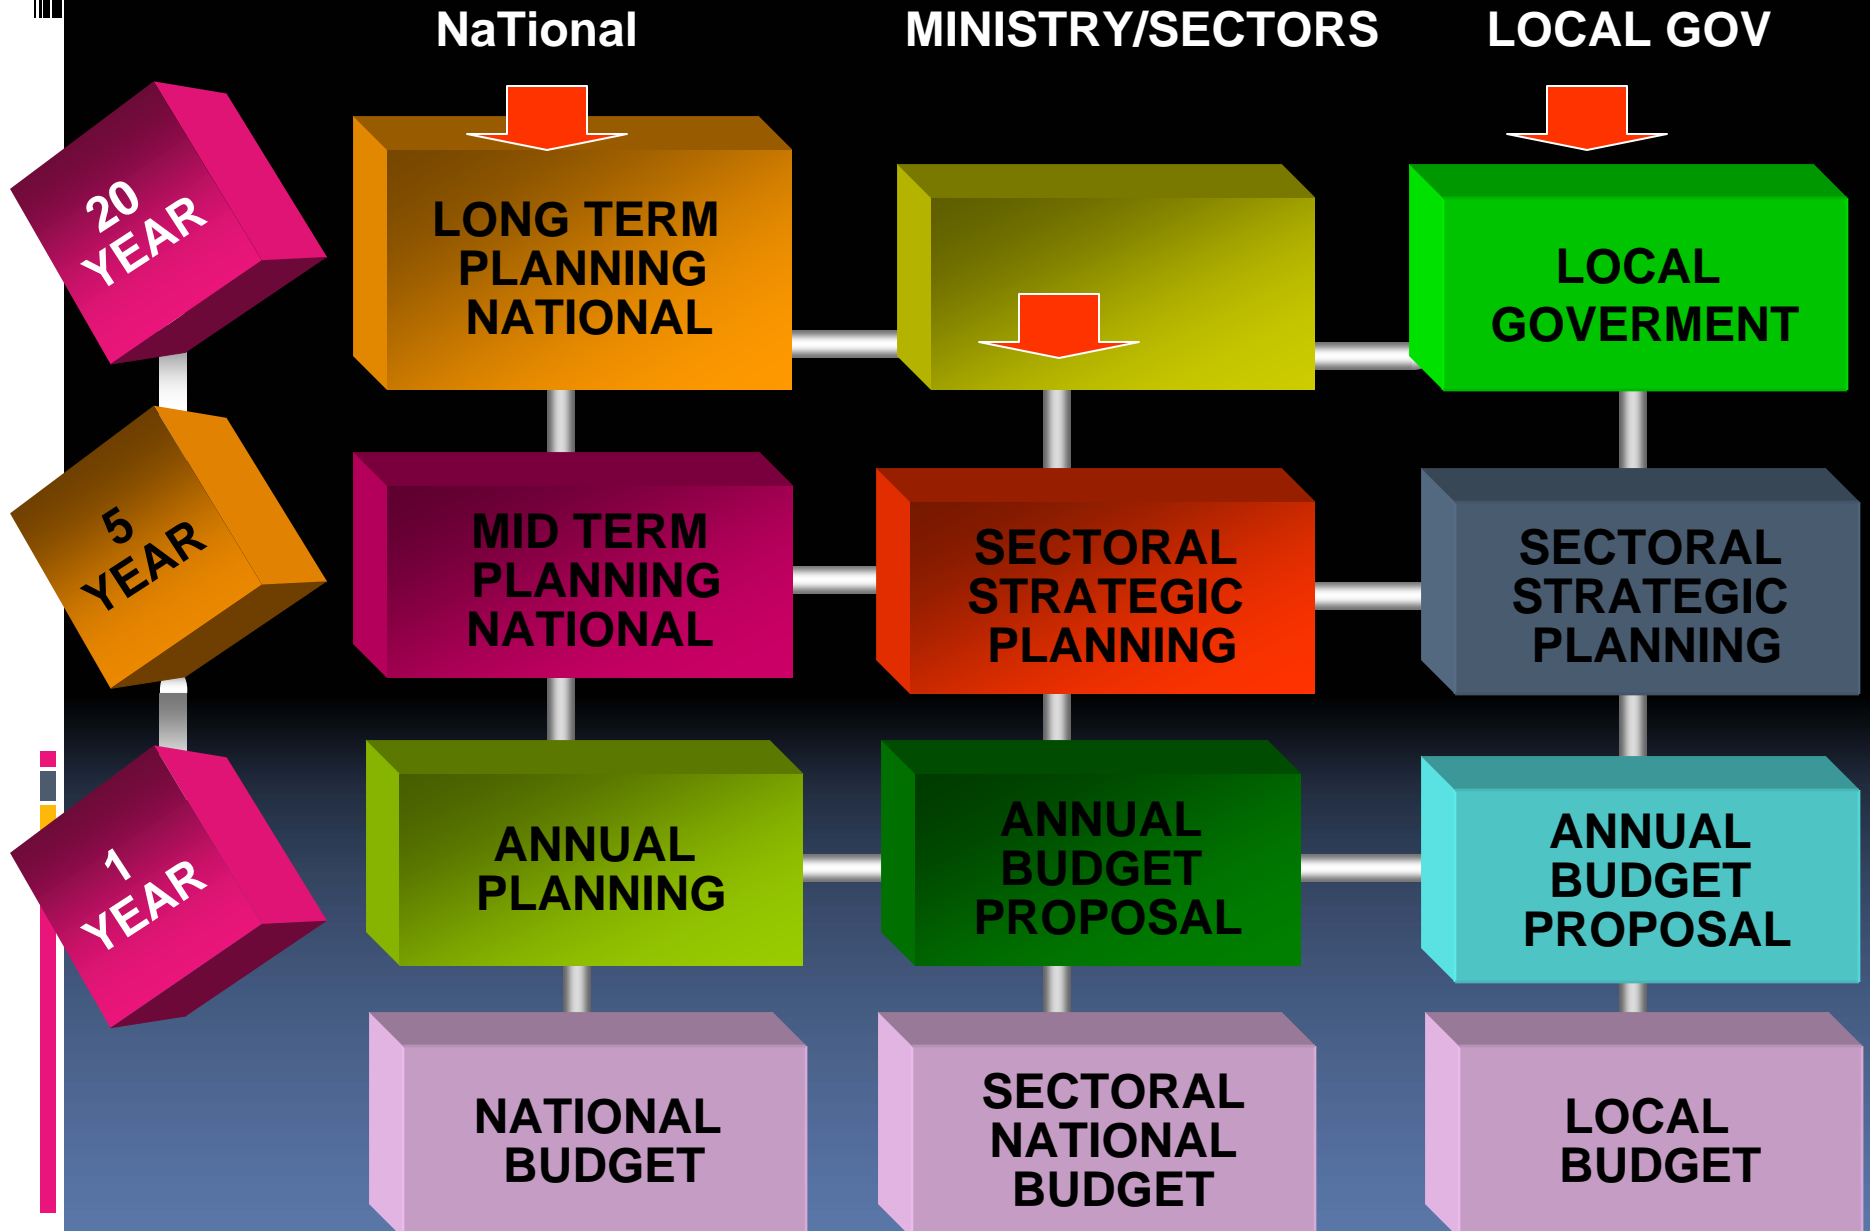 NaTional
MINISTRY/SECTORS
LOCAL GOV
20
YEAR
LONG TERM
PLANNING
NATIONAL
LOCAL
GOVERMENT
5
YEAR
MID TERM
PLANNING
NATIONAL
SECTORAL
STRATEGIC
PLANNING
SECTORAL
STRATEGIC
PLANNING
1
YEAR
ANNUAL
PLANNING
ANNUAL
BUDGET
PROPOSAL
ANNUAL
BUDGET
PROPOSAL
NATIONAL
BUDGET
SECTORAL
NATIONAL
BUDGET
LOCAL
BUDGET